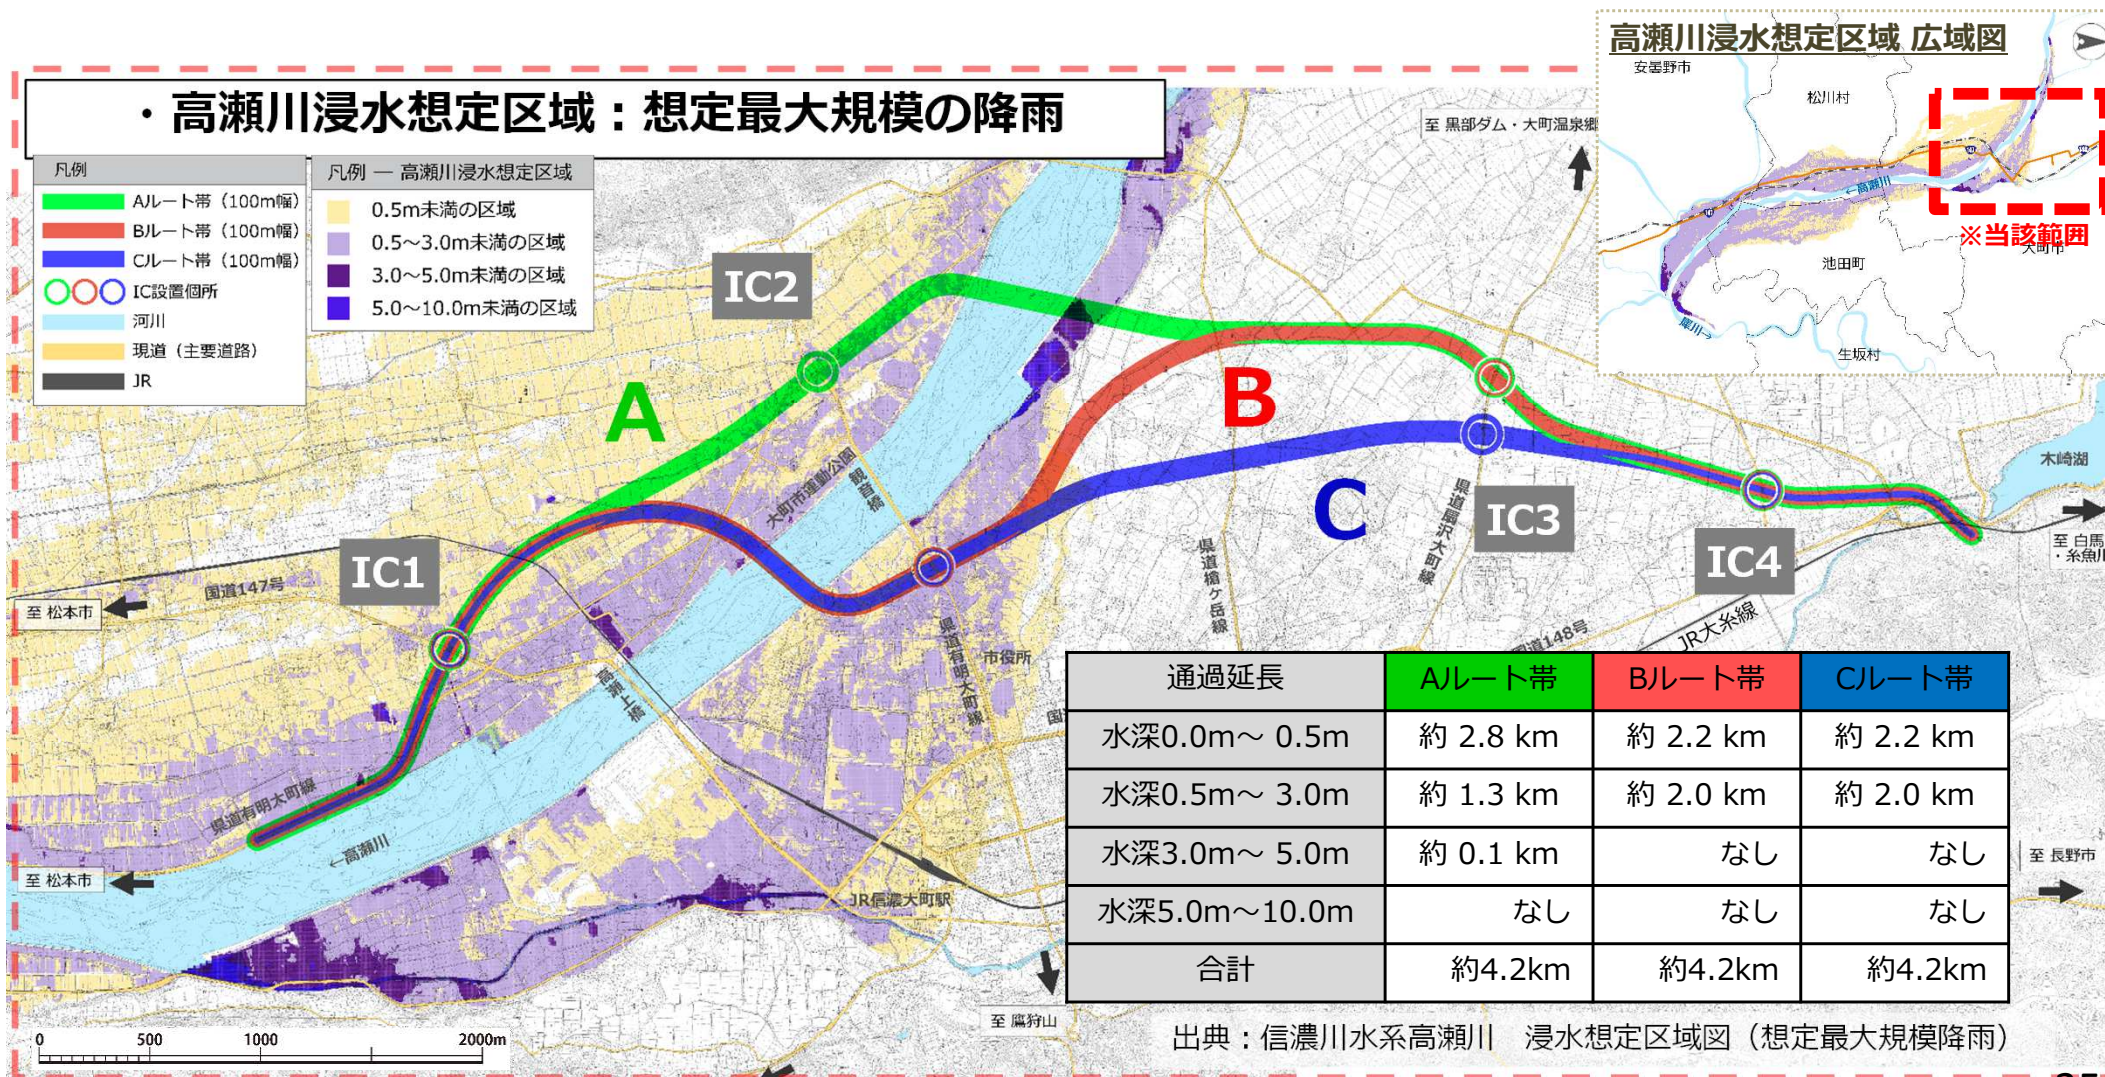 ・高瀬川浸水想定区域：想定最大規模の降雨
凡例
Aルート帯（100m幅）
Bルート帯（100m幅）
Cルート帯（100m幅）
IC設置個所
河川
現道（主要道路）
JR
凡例 ― 高瀬川浸水想定区域
0.5m未満の区域
0.5～3.0m未満の区域
3.0～5.0m未満の区域
5.0～10.0m未満の区域
高瀬川浸水想定区域 広域図
安曇野市
松川村
←高瀬川
※当該範囲
大町市
池田町
犀川→
生坂村
至 黒部ダム・大町温泉郷
IC2
A
B
C
IC1
IC3
IC4
木崎湖
至 白馬
・糸魚川
大町市運動公園
観音橋
国道147号
至 松本市
県道有明大町線
市役所
高瀬上橋
県道槍ケ岳線
県道扇沢大町線
国道148号
JR大糸線
県道有明大町線
←高瀬川
至 松本市
JR信濃大町駅
至 鷹狩山
至 長野市
通過延長 Aルート帯 Bルート帯 Cルート帯
水深0.0m～ 0.5m 約 2.8 km 約 2.2 km 約 2.2 km
水深0.5m～ 3.0m 約 1.3 km 約 2.0 km 約 2.0 km
水深3.0m～ 5.0m 約 0.1 km なし なし
水深5.0m～10.0m なし なし なし
合計 約4.2km 約4.2km 約4.2km
0 500 1000 2000m
出典：信濃川水系高瀬川　浸水想定区域図（想定最大規模降雨）